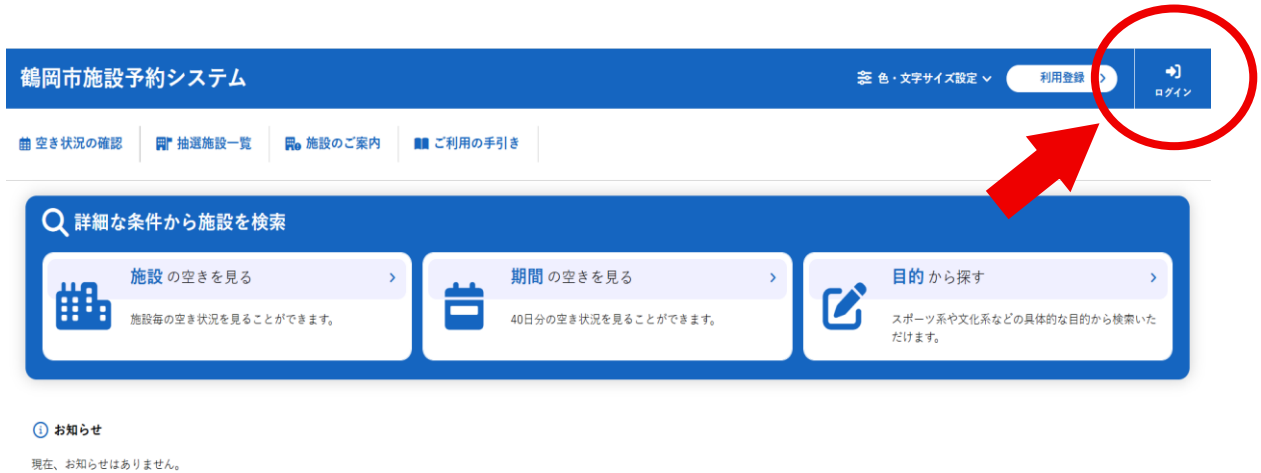 鶴岡市施設予約システム
色・文字サイズ設定
利用登録
ログイン
空き状況の確認
抽選施設一覧
施設のご案内
ご利用の手引き
詳細な条件から施設を検索
施設 の空きを見る
施設毎の空き状況を見ることができます。
期間 の空きを見る
40日分の空き状況を見ることができます。
目的 から探す
スポーツ系や文化系などの具体的な目的から検索いた
だけます。
お知らせ
現在、お知らせはありません。